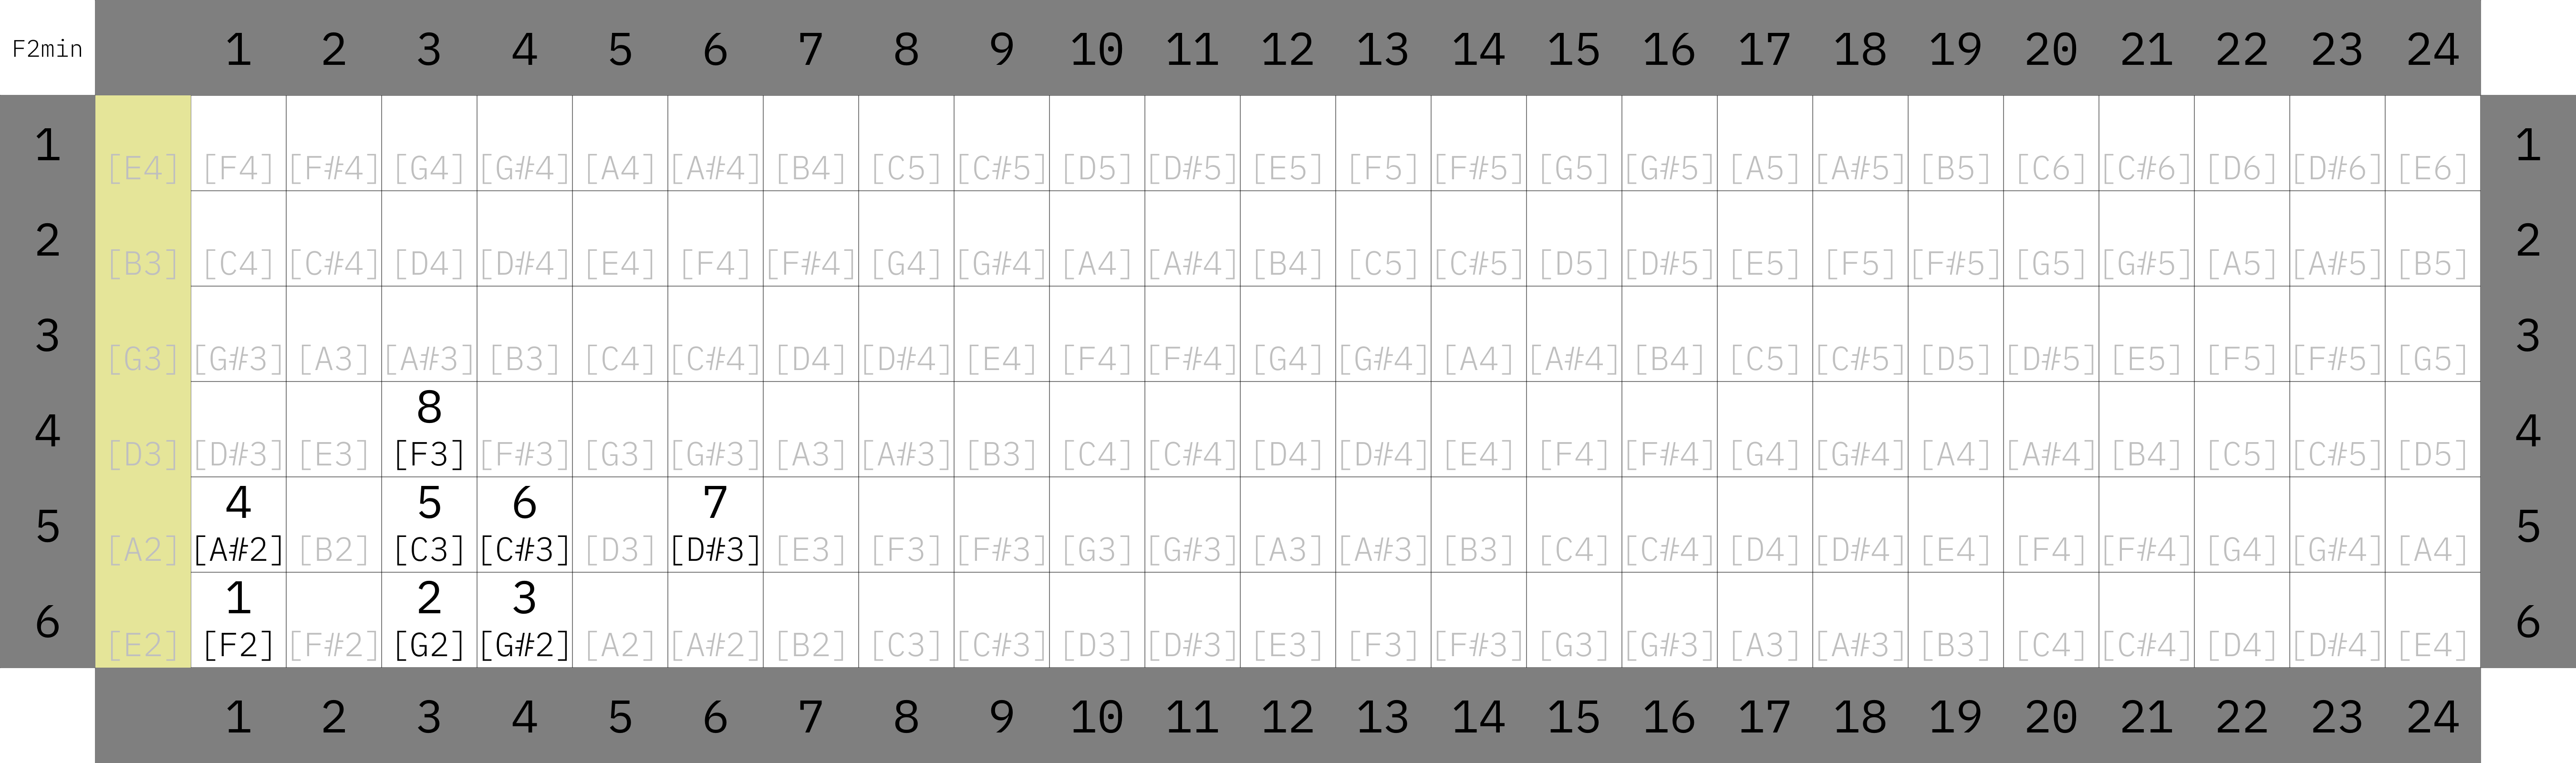 F2min 1 2 3 4 5 6 7 8 9 10 11 12 13 14 15 16 17 18 19 20 21 22 23 24
1 [E4] [F4] [F#4] [G4] [G#4] [A4] [A#4] [B4] [C5] [C#5] [D5] [D#5] [E5] [F5] [F#5] [G5] [G#5] [A5] [A#5] [B5] [C6] [C#6] [D6] [D#6] [E6] 1
2 [B3] [C4] [C#4] [D4] [D#4] [E4] [F4] [F#4] [G4] [G#4] [A4] [A#4] [B4] [C5] [C#5] [D5] [D#5] [E5] [F5] [F#5] [G5] [G#5] [A5] [A#5] [B5] 2
3 [G3] [G#3] [A3] [A#3] [B3] [C4] [C#4] [D4] [D#4] [E4] [F4] [F#4] [G4] [G#4] [A4] [A#4] [B4] [C5] [C#5] [D5] [D#5] [E5] [F5] [F#5] [G5] 3
8
4 [D3] [D#3] [E3] [F3] [F#3] [G3] [G#3] [A3] [A#3] [B3] [C4] [C#4] [D4] [D#4] [E4] [F4] [F#4] [G4] [G#4] [A4] [A#4] [B4] [C5] [C#5] [D5] 4
4 5 6 7
5 [A2] [A#2] [B2] [C3] [C#3] [D3] [D#3] [E3] [F3] [F#3] [G3] [G#3] [A3] [A#3] [B3] [C4] [C#4] [D4] [D#4] [E4] [F4] [F#4] [G4] [G#4] [A4] 5
1 2 3
6 [E2] [F2] [F#2] [G2] [G#2] [A2] [A#2] [B2] [C3] [C#3] [D3] [D#3] [E3] [F3] [F#3] [G3] [G#3] [A3] [A#3] [B3] [C4] [C#4] [D4] [D#4] [E4] 6
1 2 3 4 5 6 7 8 9 10 11 12 13 14 15 16 17 18 19 20 21 22 23 24